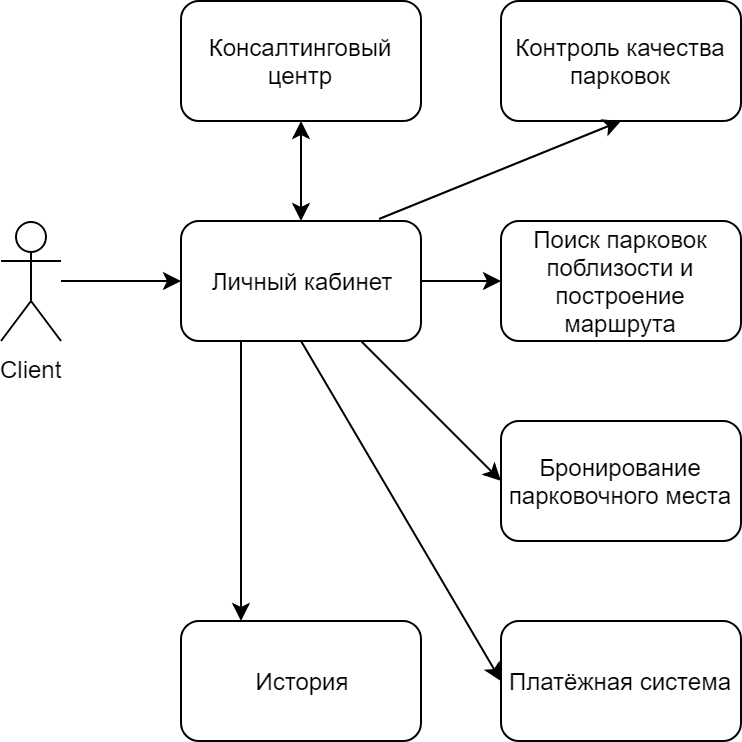 Консалтинговый
центр
Контроль качества
парковок
Client
Личный кабинет
Поиск парковок
поблизости и
построение
маршрута
Бронирование
парковочного места
История
Платёжная система